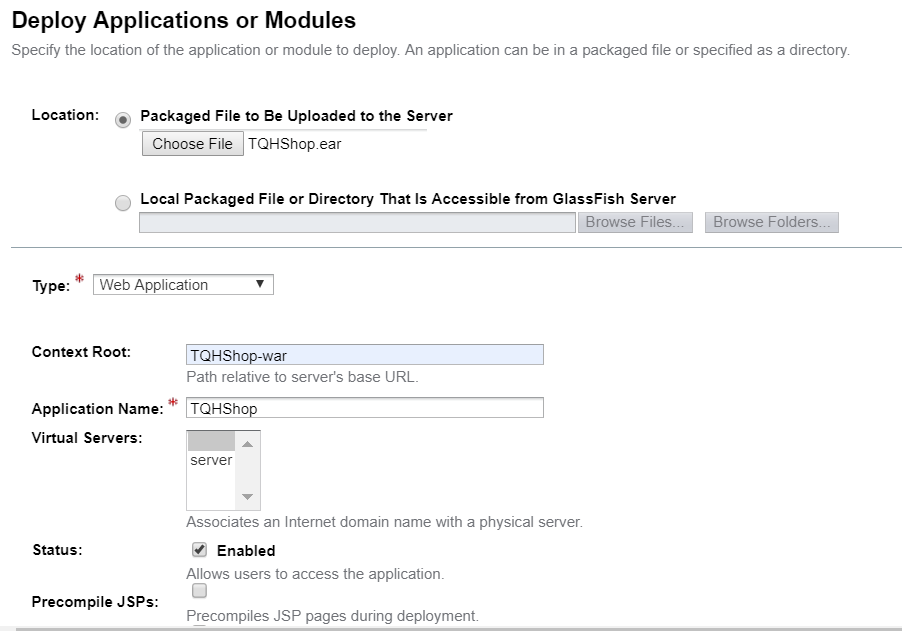 Deploy Applications or Modules
Specify the location of the application or module to deploy. An application can be in a packaged file or specified as a directory.
Location: Packaged File to Be Uploaded to the Server
Choose File TQHShop.ear
Local Packaged File or Directory That Is Accessible from GlassFish Server
Browse Files... Browse Folders...
Type: * Web Application
Context Root: TQHShop-war
Path relative to server's base URL.
Application Name: * TQHShop
Virtual Servers:
server
Associates an Internet domain name with a physical server.
Status: Enabled
Allows users to access the application.
Precompile JSPs:
Precompiles JSP pages during deployment.